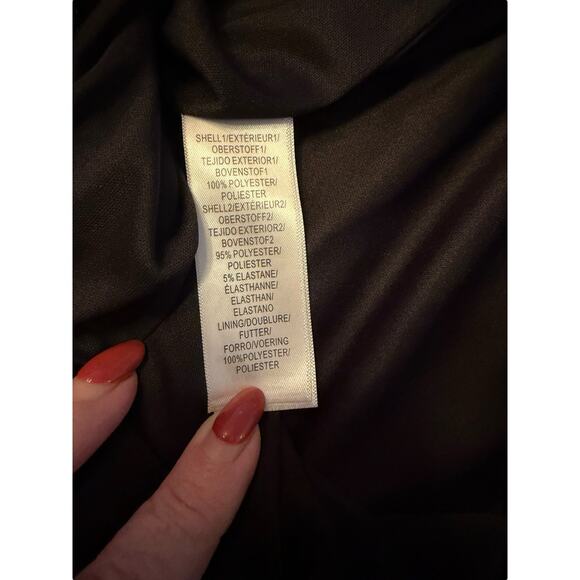 SHELL1/EXTÉRIEUR1/
OBERSTOFF1/
TEJIDO EXTERIOR1/
BOVENSTOF1
100% POLYESTER/
POLIESTER
SHELL2/EXTÉRIEUR2/
OBERSTOFF2/
TEJIDO EXTERIOR2/
BOVENSTOF2
95% POLYESTER/
POLIESTER
5% ELASTANE/
ÉLASTHANNE/
ELASTHAN/
ELASTANO
LINING/DOUBLURE/
FUTTER/
FORRO/VOERING
100%POLYESTER/
POLIESTER